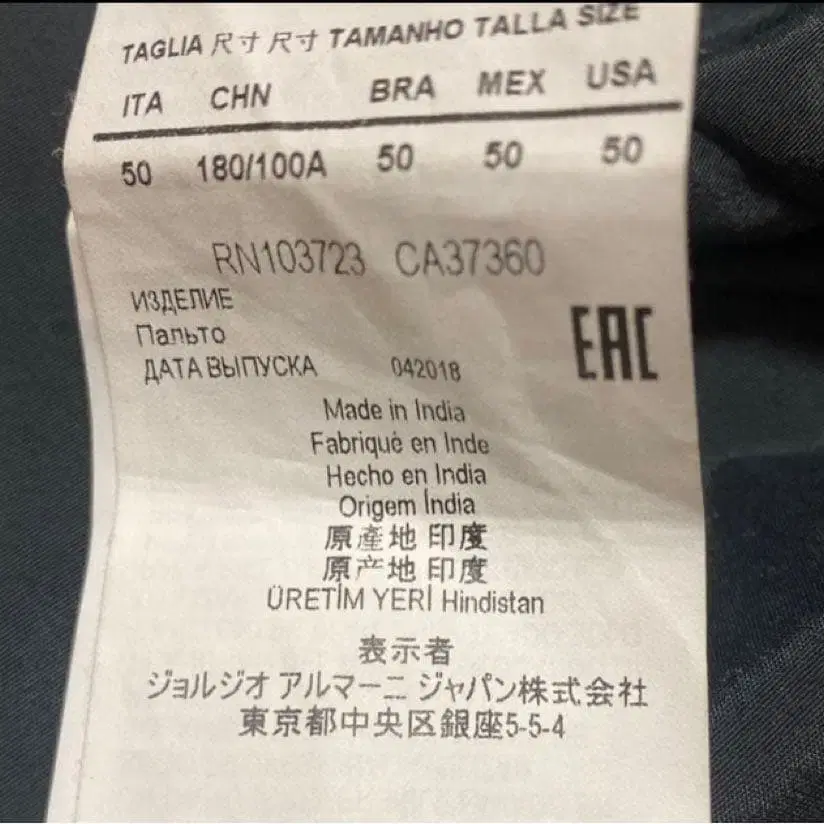 TAGLIA 尺寸 尺寸 TAMANHO TALLA SIZE
ITA CHN BRA MEX USA
50 180/100A 50 50 50
RN103723 CA37360
ИЗДЕЛИЕ
Пальто
ДАТА ВЫПУСКА 042018
EAC
Made in India
Fabriqué en Inde
Hecho en India
Origem Índia
原產地 印度
原产地 印度
ÜRETİM YERİ Hindistan
表示者
ジョルジオ アルマーニ ジャパン株式会社
東京都中央区銀座5-5-4